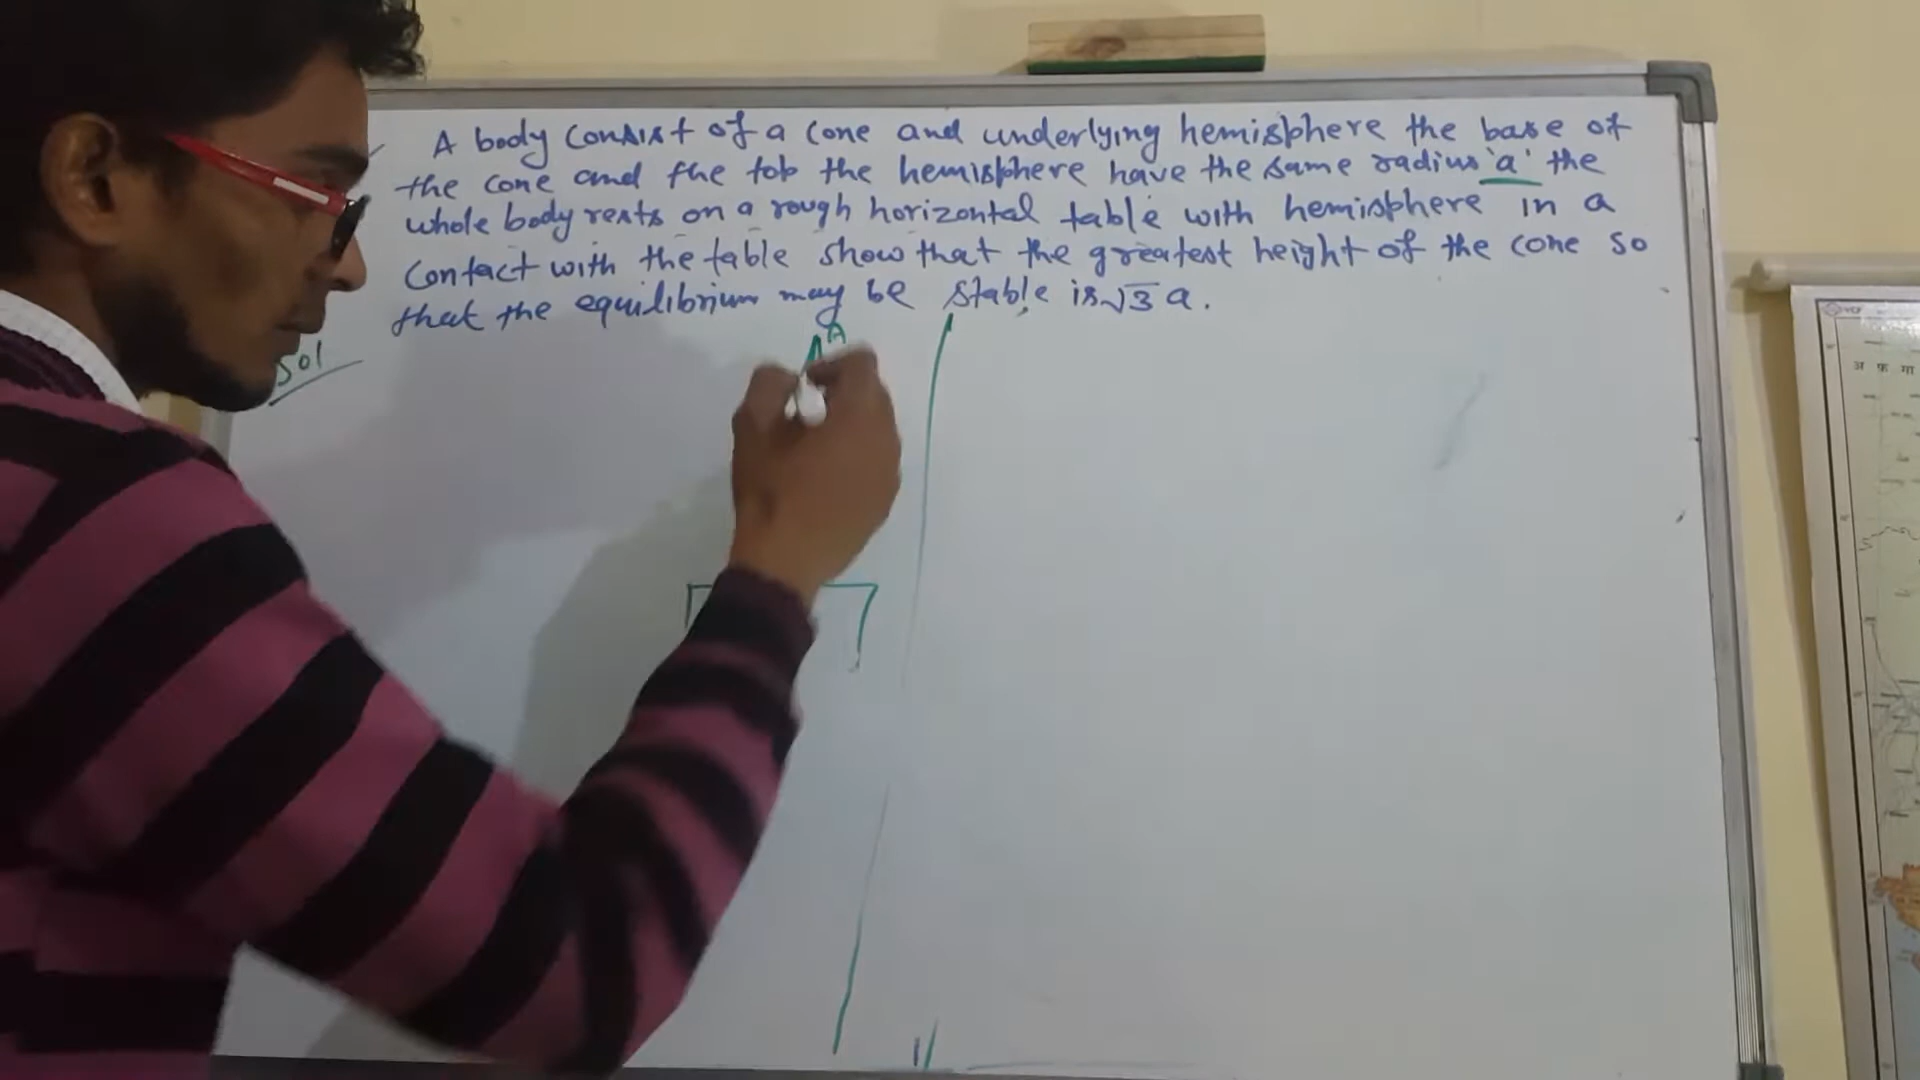 A body consist of a cone and underlying hemisphere the base of
the cone and the top the hemisphere have the same radius 'a' the
whole body rests on a rough horizontal table with hemisphere in a
contact with the table show that the greatest height of the cone so
that the equilibrium may be stable is √3 a.
Sol
A
अ फ गा